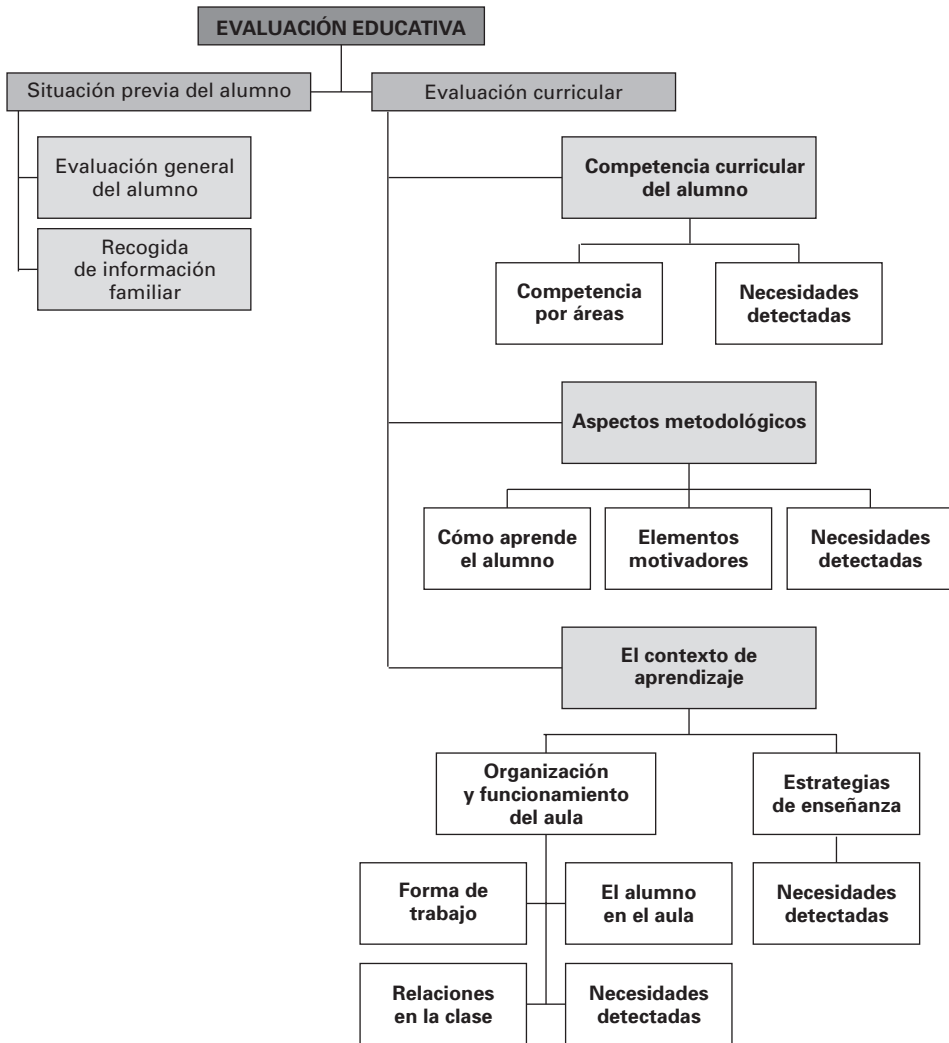 EVALUACIÓN EDUCATIVA
Situación previa del alumno
Evaluación curricular
Evaluación general
del alumno
Recogida
de información
familiar
Competencia curricular
del alumno
Competencia
por áreas
Necesidades
detectadas
Aspectos metodológicos
Cómo aprende
el alumno
Elementos
motivadores
Necesidades
detectadas
El contexto de
aprendizaje
Organización
y funcionamiento
del aula
Estrategias
de enseñanza
Forma de
trabajo
El alumno
en el aula
Necesidades
detectadas
Relaciones
en la clase
Necesidades
detectadas